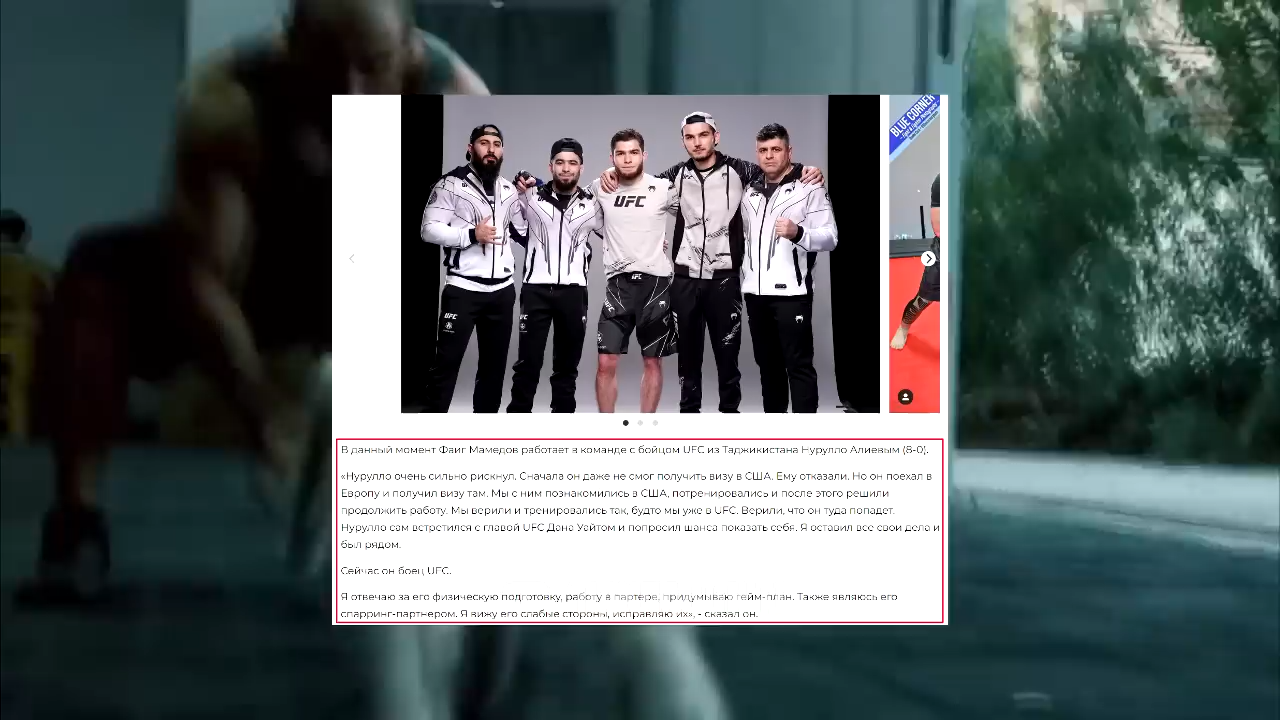 BLUE CORNER
UFC
UFC
UFC
UFC
В данный момент Фаиг Мамедов работает в команде с бойцом UFC из Таджикистана Нурулло Алиевым (8-0).
«Нурулло очень сильно рискнул. Сначала он даже не смог получить визу в США. Ему отказали. Но он поехал в
Европу и получил визу там. Мы с ним познакомились в США, потренировались и после этого решили
продолжить работу. Мы верили и тренировались так, будто мы уже в UFC. Верили, что он туда попадет.
Нурулло сам встретился с главой UFC Дана Уайтом и попросил шанса показать себя. Я оставил все свои дела и
был рядом.
Сейчас он боец UFC.
Я отвечаю за его физическую подготовку, работу в партере, придумываю гейм-план. Также являюсь его
спарринг-партнером. Я вижу его слабые стороны, исправляю их», - сказал он.